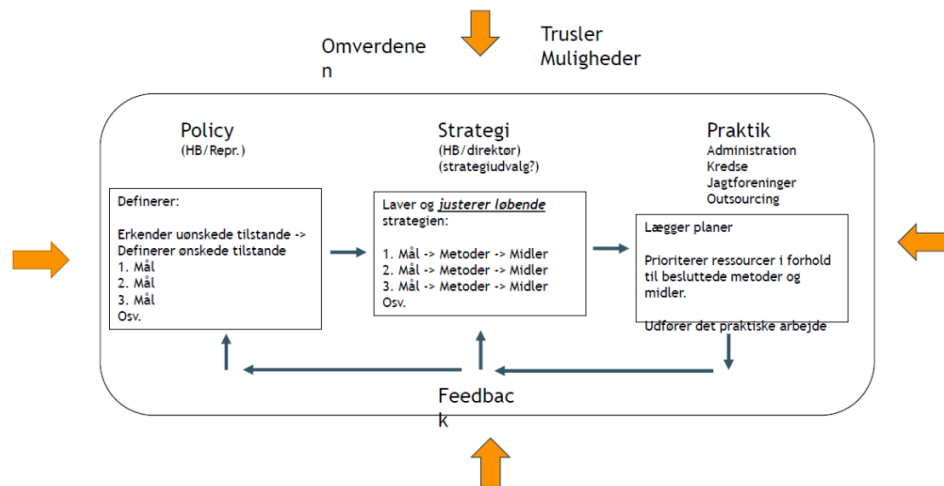 Omverdene
n
Trusler
Muligheder
Policy
(HB/Repr.)
Definerer:
Erkender uønskede tilstande ->
Definerer ønskede tilstande
1. Mål
2. Mål
3. Mål
Osv.
Strategi
(HB/direktør)
(strategiudvalg?)
Laver og justerer løbende
strategien:
1. Mål -> Metoder -> Midler
2. Mål -> Metoder -> Midler
3. Mål -> Metoder -> Midler
Osv.
Praktik
Administration
Kredse
Jagtforeninger
Outsourcing
Lægger planer
Prioriterer ressourcer i forhold
til besluttede metoder og
midler.
Udfører det praktiske arbejde
Feedbac
k